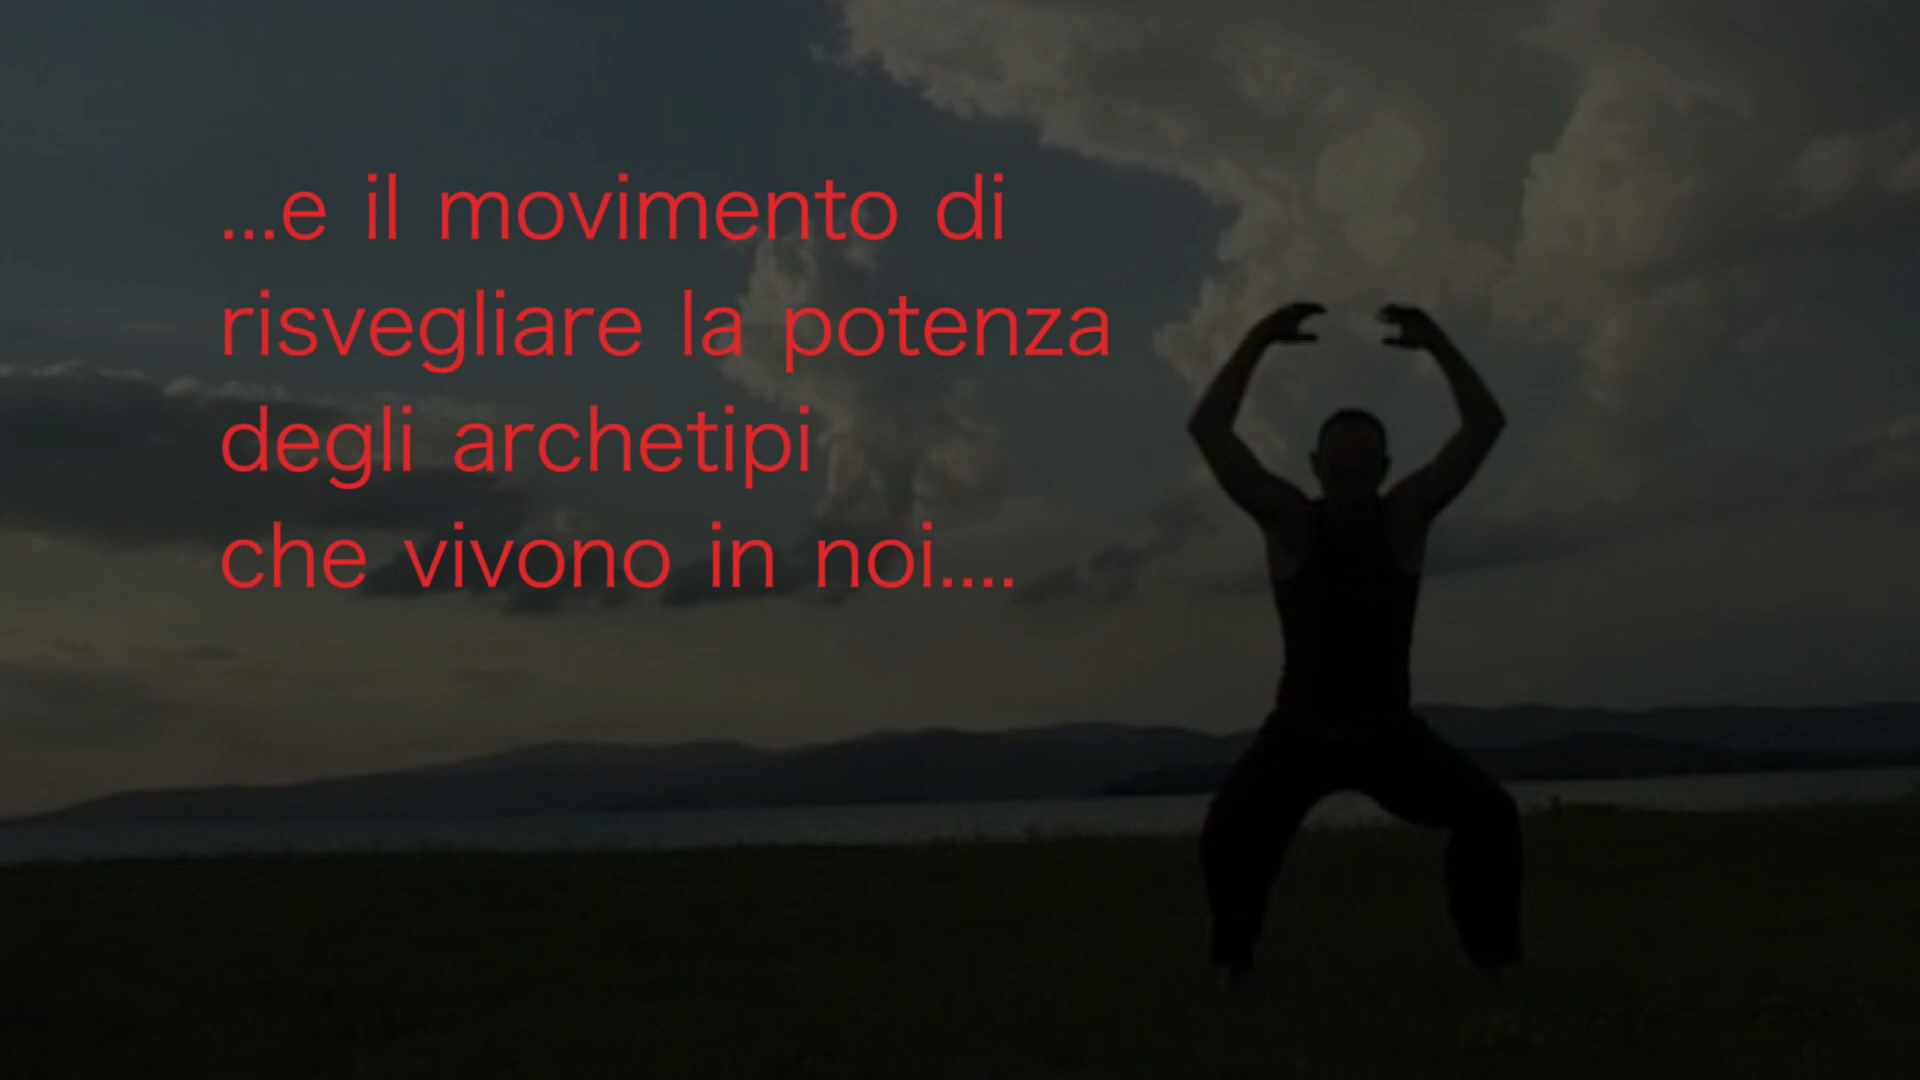 ...e il movimento di
risvegliare la potenza
degli archetipi
che vivono in noi....